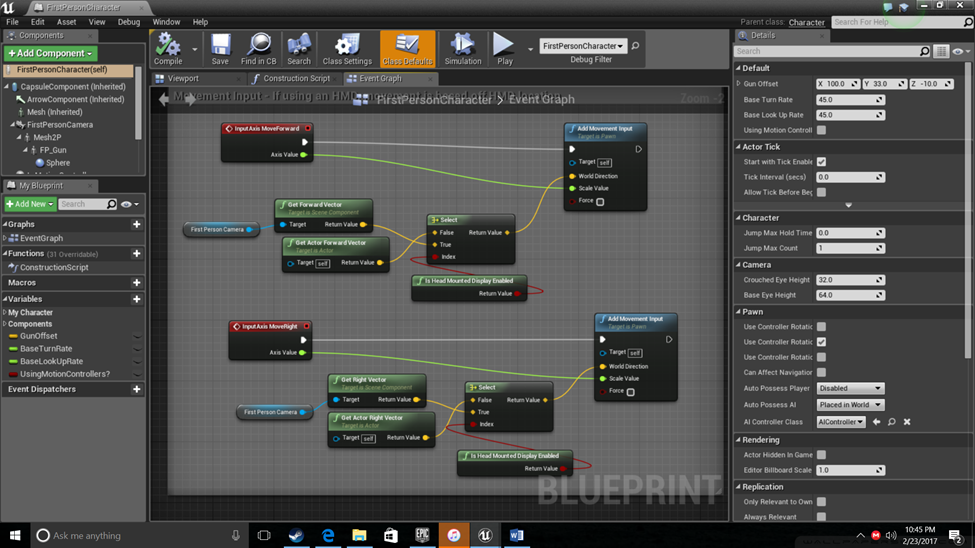 FirstPersonCharacter
File Edit Asset View Debug Window Help
Parent class: Character
Search For Help
Components
+ Add Component
Search
FirstPersonCharacter(self)
CapsuleComponent (Inherited)
ArrowComponent (Inherited)
Mesh (Inherited)
FirstPersonCamera
Mesh2P
FP_Gun
Sphere
My Blueprint
+ Add New
Search
Graphs
EventGraph
Functions (31 Overridable)
ConstructionScript
Macros
Variables
My Character
Components
GunOffset
BaseTurnRate
BaseLookUpRate
UsingMotionControllers?
Event Dispatchers
Compile
Save
Find in CB
Search
Class Settings
Class Defaults
Simulation
Play
FirstPersonCharacter
Debug Filter
Viewport
Construction Script
Event Graph
FirstPersonCharacter > Event Graph
Zoom -2
InputAxis MoveForward
Axis Value
Add Movement Input
Target is Pawn
Target self
World Direction
Scale Value
Force
First Person Camera
Get Forward Vector
Target is Scene Component
Target Return Value
Get Actor Forward Vector
Target is Actor
Target self Return Value
Select
False Return Value
True
Index
Is Head Mounted Display Enabled
Return Value
InputAxis MoveRight
Axis Value
Add Movement Input
Target is Pawn
Target self
World Direction
Scale Value
Force
First Person Camera
Get Right Vector
Target is Scene Component
Target Return Value
Get Actor Right Vector
Target is Actor
Target self Return Value
Select
False Return Value
True
Index
Is Head Mounted Display Enabled
Return Value
BLUEPRINT
Details
Search
Default
Gun Offset X 100.0 Y 33.0 Z -10.0
Base Turn Rate 45.0
Base Look Up Rate 45.0
Using Motion Controll
Actor Tick
Start with Tick Enable
Tick Interval (secs) 0.0
Allow Tick Before Beg
Character
Jump Max Hold Time 0.0
Jump Max Count 1
Camera
Crouched Eye Height 32.0
Base Eye Height 64.0
Pawn
Use Controller Rotatic
Use Controller Rotatic
Use Controller Rotatic
Can Affect Navigation
Auto Possess Player Disabled
Auto Possess AI Placed in World
AI Controller Class AIController
Rendering
Actor Hidden In Game
Editor Billboard Scale 1.0
Replication
Only Relevant to Own
Always Relevant
Ask me anything
10:45 PM
2/23/2017